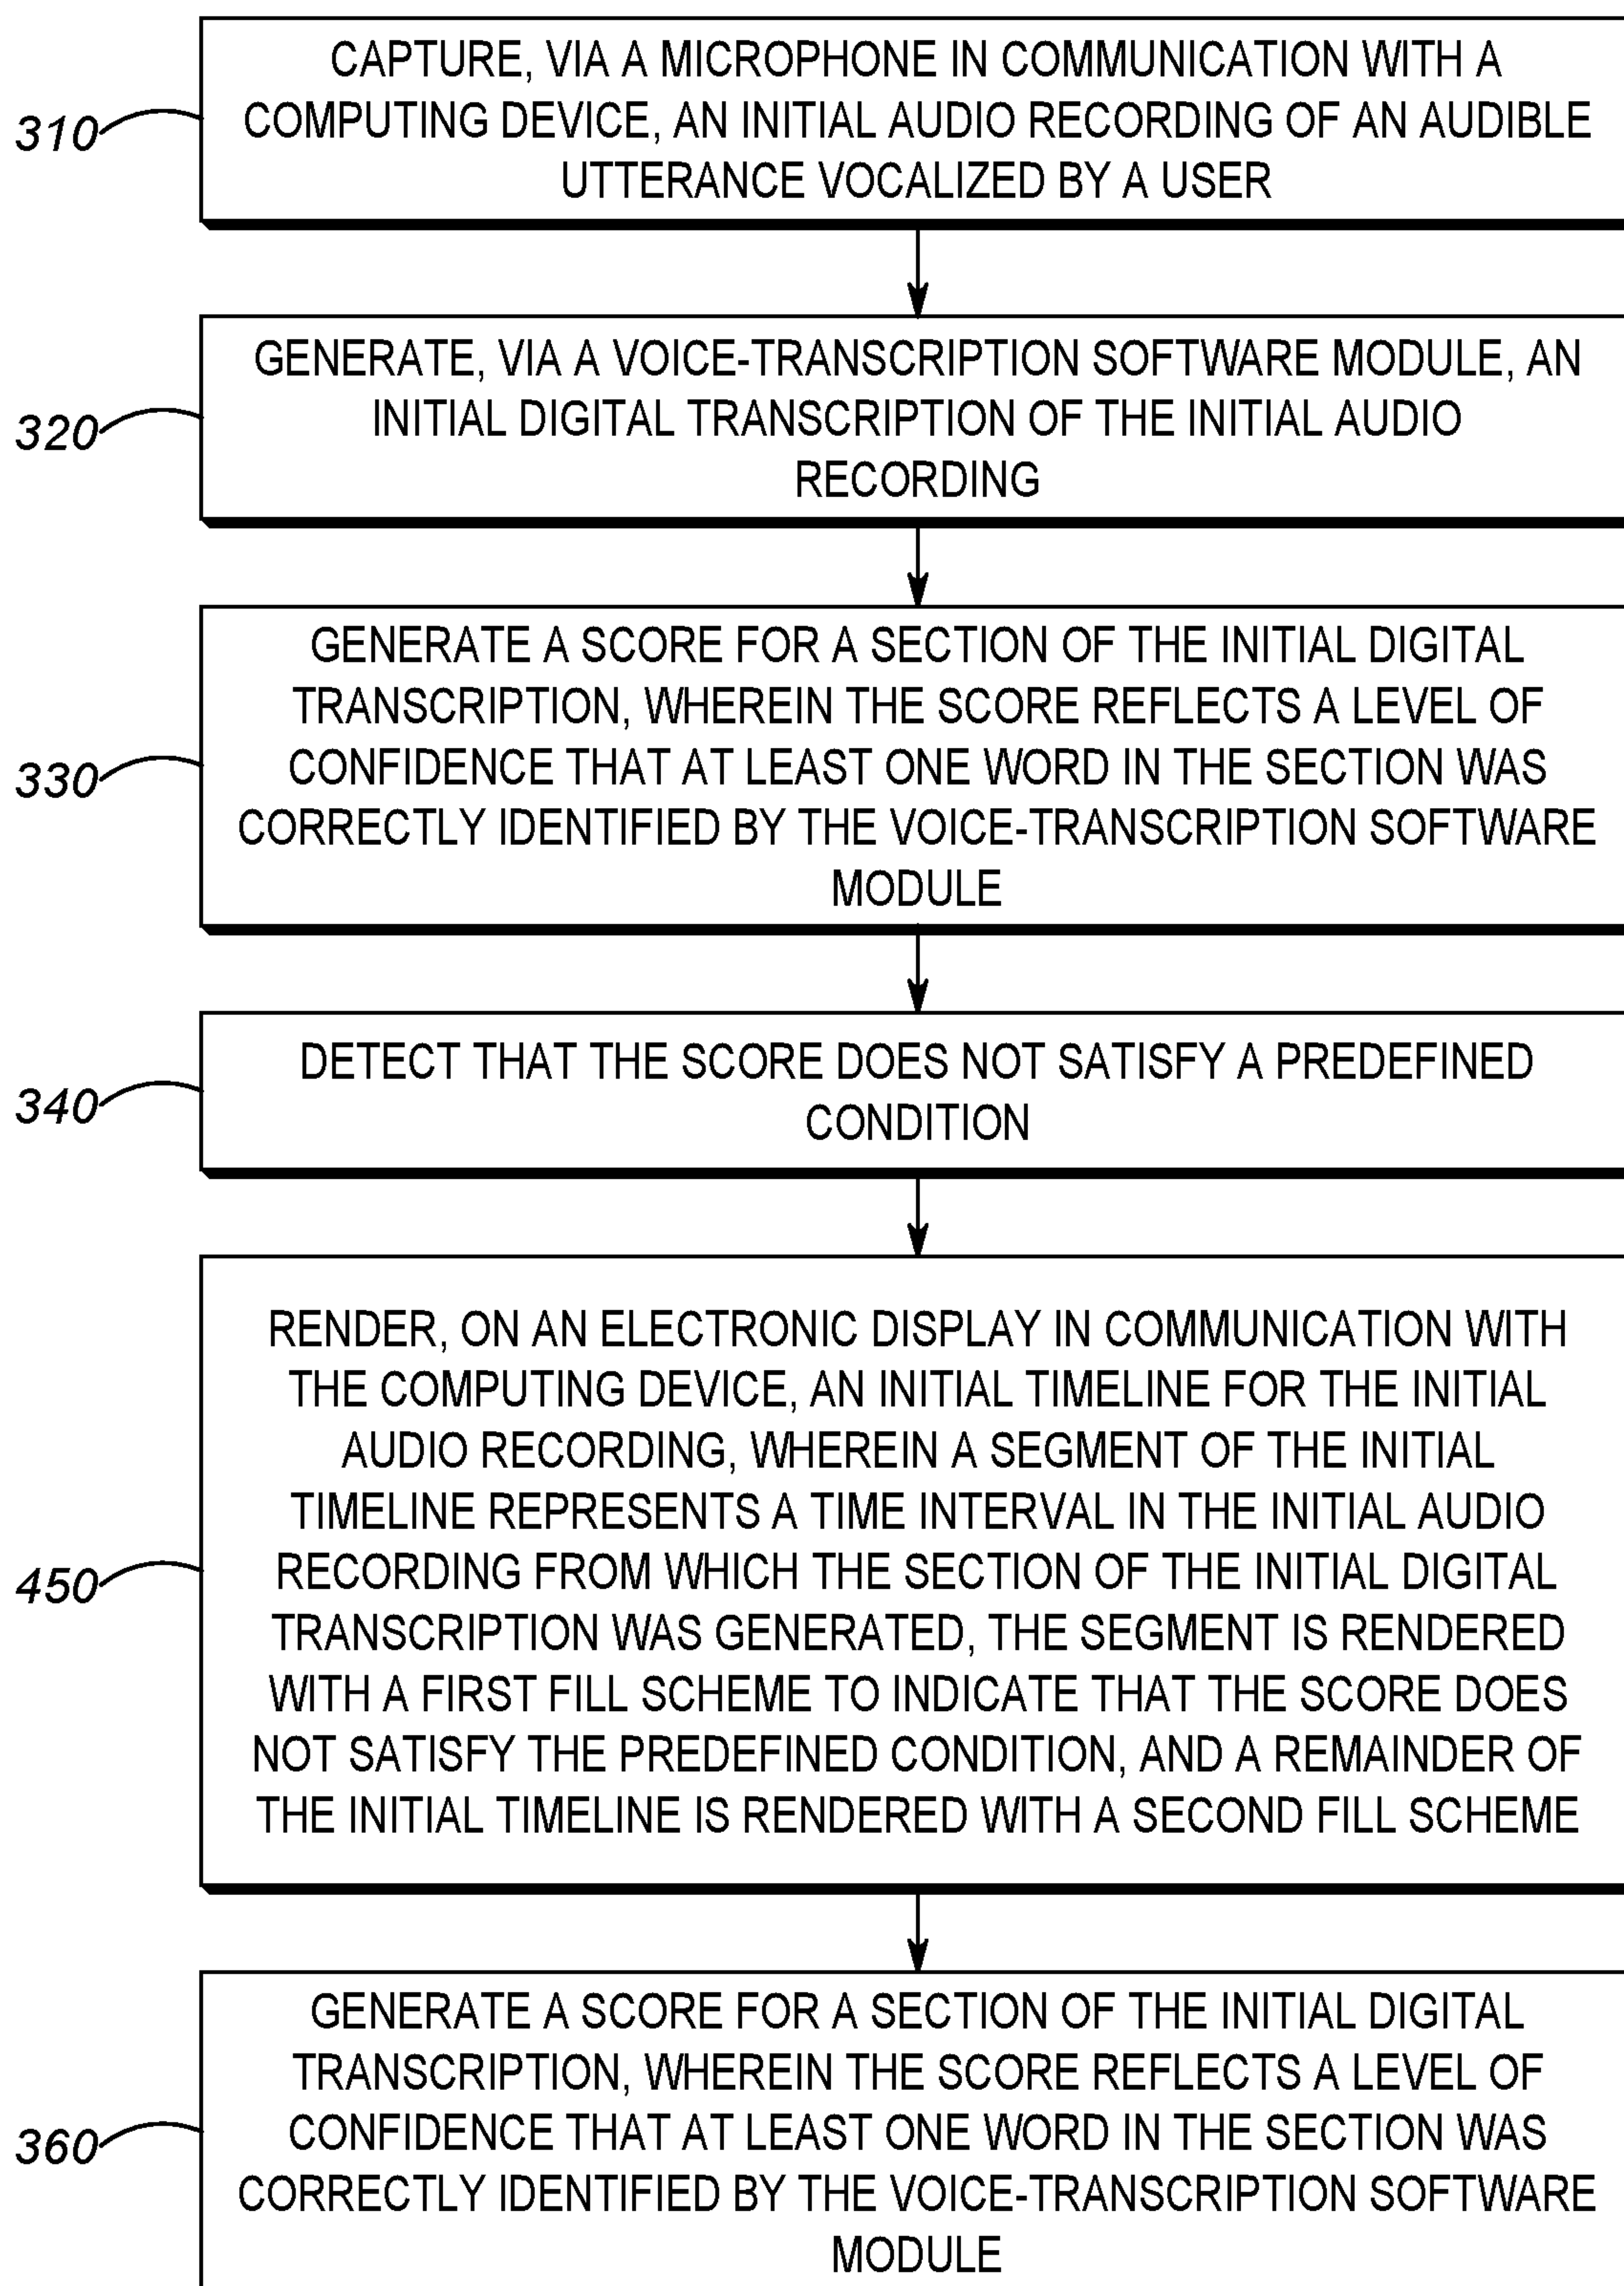 CAPTURE, VIA A MICROPHONE IN COMMUNICATION WITH A
COMPUTING DEVICE, AN INITIAL AUDIO RECORDING OF AN AUDIBLE
UTTERANCE VOCALIZED BY A USER
310
GENERATE, VIA A VOICE-TRANSCRIPTION SOFTWARE MODULE, AN
INITIAL DIGITAL TRANSCRIPTION OF THE INITIAL AUDIO
RECORDING
320
GENERATE A SCORE FOR A SECTION OF THE INITIAL DIGITAL
TRANSCRIPTION, WHEREIN THE SCORE REFLECTS A LEVEL OF
CONFIDENCE THAT AT LEAST ONE WORD IN THE SECTION WAS
CORRECTLY IDENTIFIED BY THE VOICE-TRANSCRIPTION SOFTWARE
MODULE
330
DETECT THAT THE SCORE DOES NOT SATISFY A PREDEFINED
CONDITION
340
RENDER, ON AN ELECTRONIC DISPLAY IN COMMUNICATION WITH
THE COMPUTING DEVICE, AN INITIAL TIMELINE FOR THE INITIAL
AUDIO RECORDING, WHEREIN A SEGMENT OF THE INITIAL
TIMELINE REPRESENTS A TIME INTERVAL IN THE INITIAL AUDIO
RECORDING FROM WHICH THE SECTION OF THE INITIAL DIGITAL
TRANSCRIPTION WAS GENERATED, THE SEGMENT IS RENDERED
WITH A FIRST FILL SCHEME TO INDICATE THAT THE SCORE DOES
NOT SATISFY THE PREDEFINED CONDITION, AND A REMAINDER OF
THE INITIAL TIMELINE IS RENDERED WITH A SECOND FILL SCHEME
450
GENERATE A SCORE FOR A SECTION OF THE INITIAL DIGITAL
TRANSCRIPTION, WHEREIN THE SCORE REFLECTS A LEVEL OF
CONFIDENCE THAT AT LEAST ONE WORD IN THE SECTION WAS
CORRECTLY IDENTIFIED BY THE VOICE-TRANSCRIPTION SOFTWARE
MODULE
360